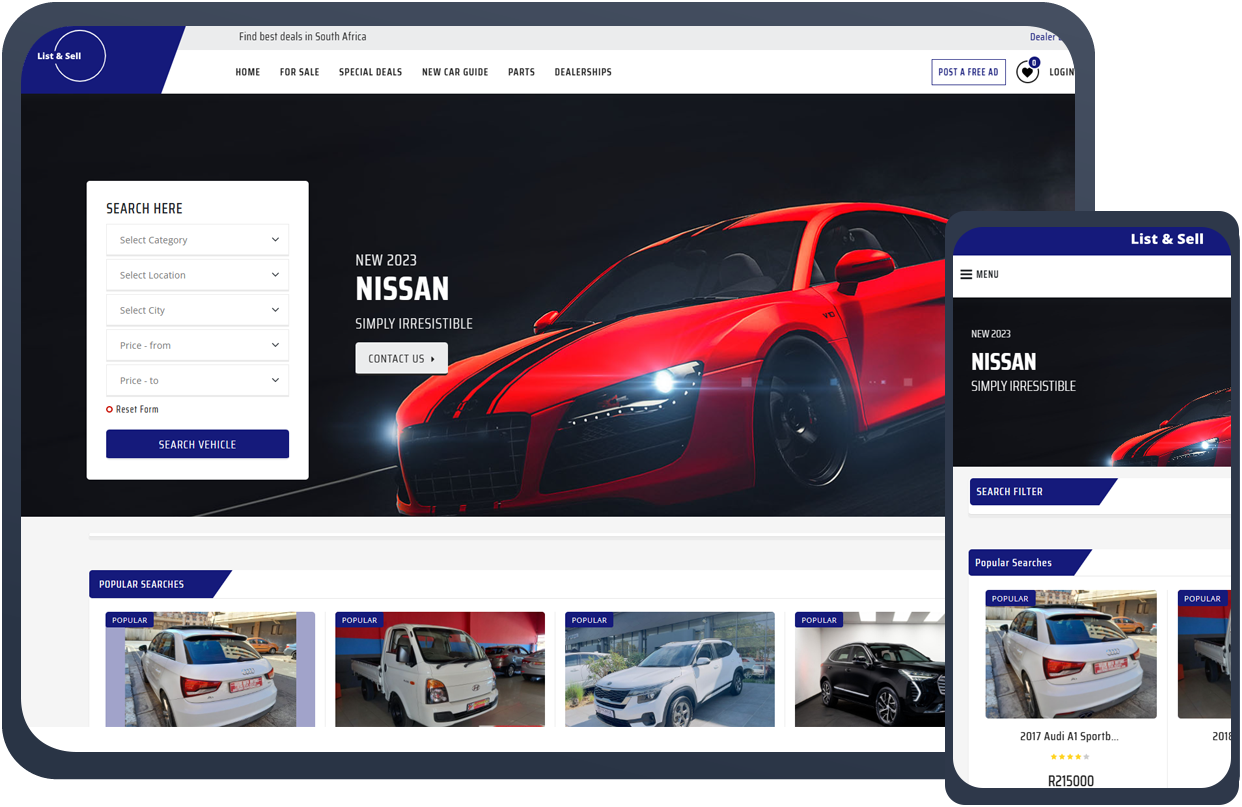 List & Sell
Find best deals in South Africa
Dealer
HOME FOR SALE SPECIAL DEALS NEW CAR GUIDE PARTS DEALERSHIPS
POST A FREE AD
0
LOGIN
SEARCH HERE
Select Category
Select Location
Select City
Price - from
Price - to
Reset Form
SEARCH VEHICLE
NEW 2023
NISSAN
SIMPLY IRRESISTIBLE
CONTACT US
V10
POPULAR SEARCHES
POPULAR
POPULAR
POPULAR
POPULAR
List & Sell
MENU
NEW 2023
NISSAN
SIMPLY IRRESISTIBLE
SEARCH FILTER
Popular Searches
POPULAR
POPULAR
2017 Audi A1 Sportb...
2018
R215000